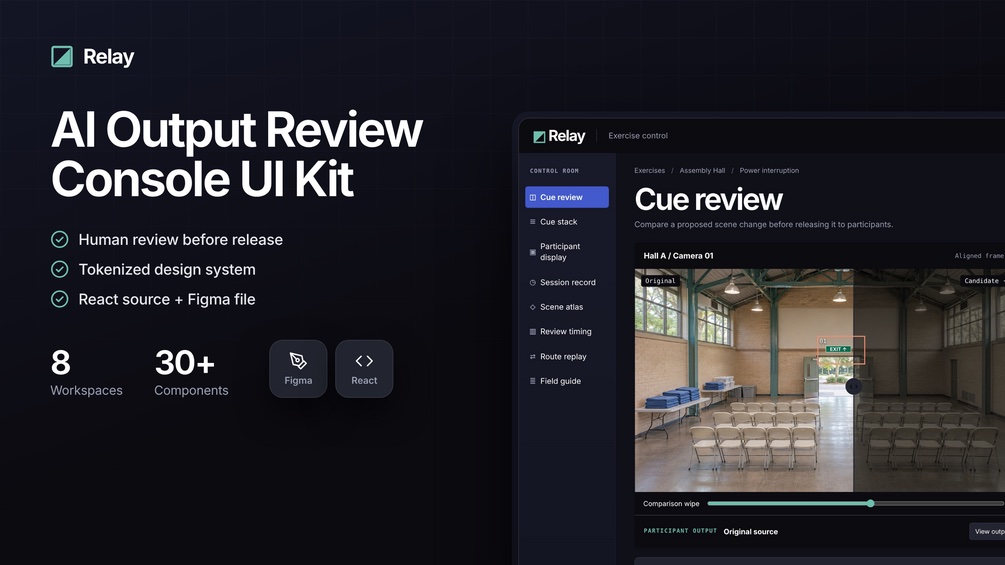 Relay
AI Output Review
Console UI Kit
Human review before release
Tokenized design system
React source + Figma file
8
Workspaces
30+
Components
Figma
React
Relay
Exercise control
CONTROL ROOM
Cue review
Cue stack
Participant
display
Session record
Scene atlas
Review timing
Route replay
Field guide
Exercises / Assembly Hall / Power interruption
Cue review
Compare a proposed scene change before releasing it to participants.
Hall A / Camera 01
Aligned frame
Original
Candidate
01
EXIT ↑
Comparison wipe
PARTICIPANT OUTPUT Original source
View outp